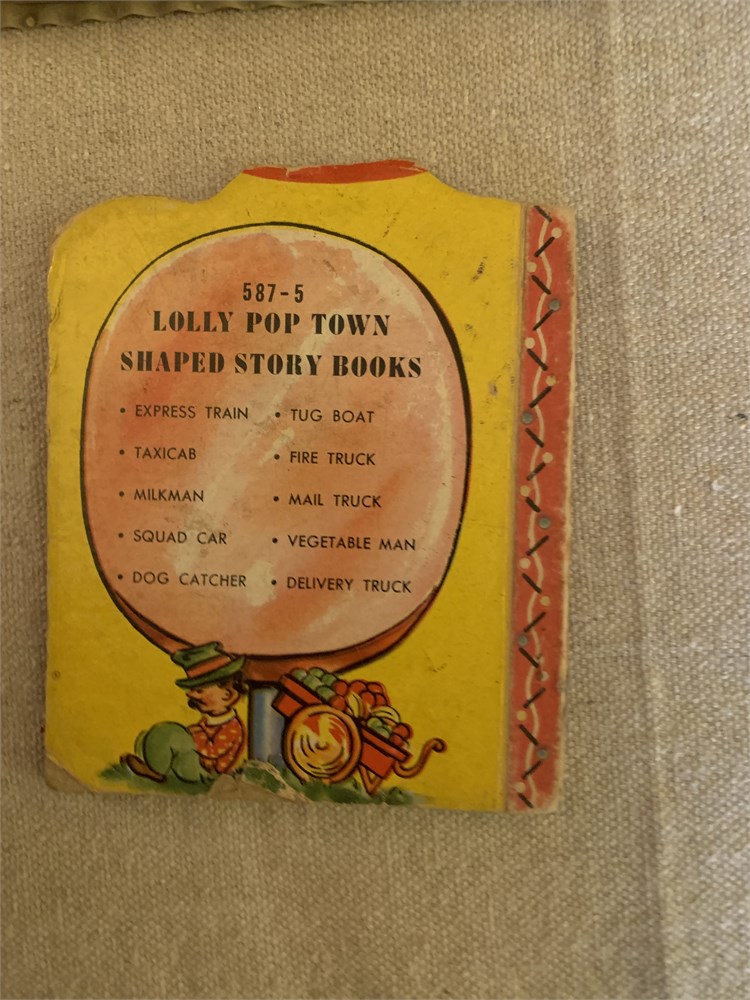 587-5
LOLLY POP TOWN
SHAPED STORY BOOKS
• EXPRESS TRAIN • TUG BOAT
• TAXICAB • FIRE TRUCK
• MILKMAN • MAIL TRUCK
• SQUAD CAR • VEGETABLE MAN
• DOG CATCHER • DELIVERY TRUCK